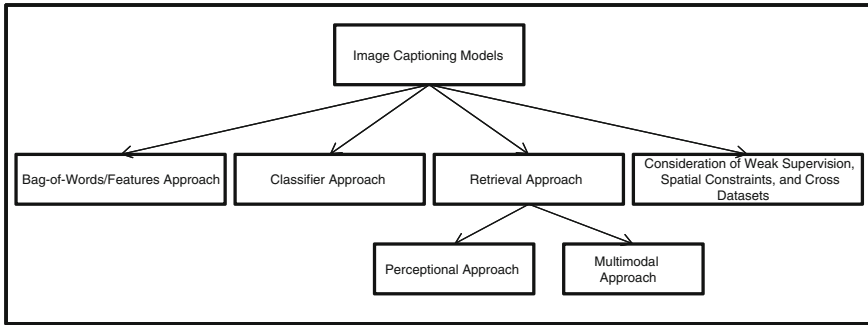 Image Captioning Models
Bag-of-Words/Features Approach
Classifier Approach
Retrieval Approach
Consideration of Weak Supervision,
Spatial Constraints, and Cross
Datasets
Perceptional Approach
Multimodal
Approach